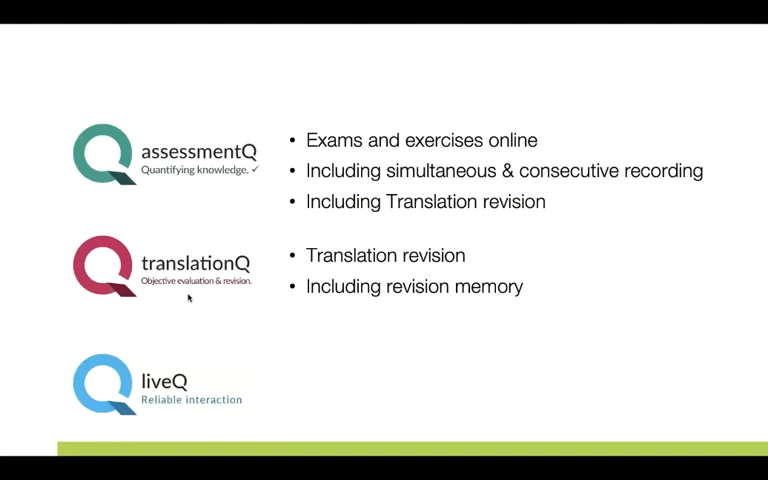 assessmentQ
Quantifying knowledge. ✓
• Exams and exercises online
• Including simultaneous & consecutive recording
• Including Translation revision
translationQ
Objective evaluation & revision.
• Translation revision
• Including revision memory
liveQ
Reliable interaction